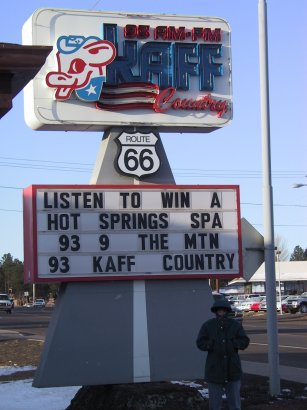 93 FM-FM
KAFF
Country
ROUTE
66
LISTEN TO WIN A
HOT SPRINGS SPA
93 9 THE MTN
93 KAFF COUNTRY